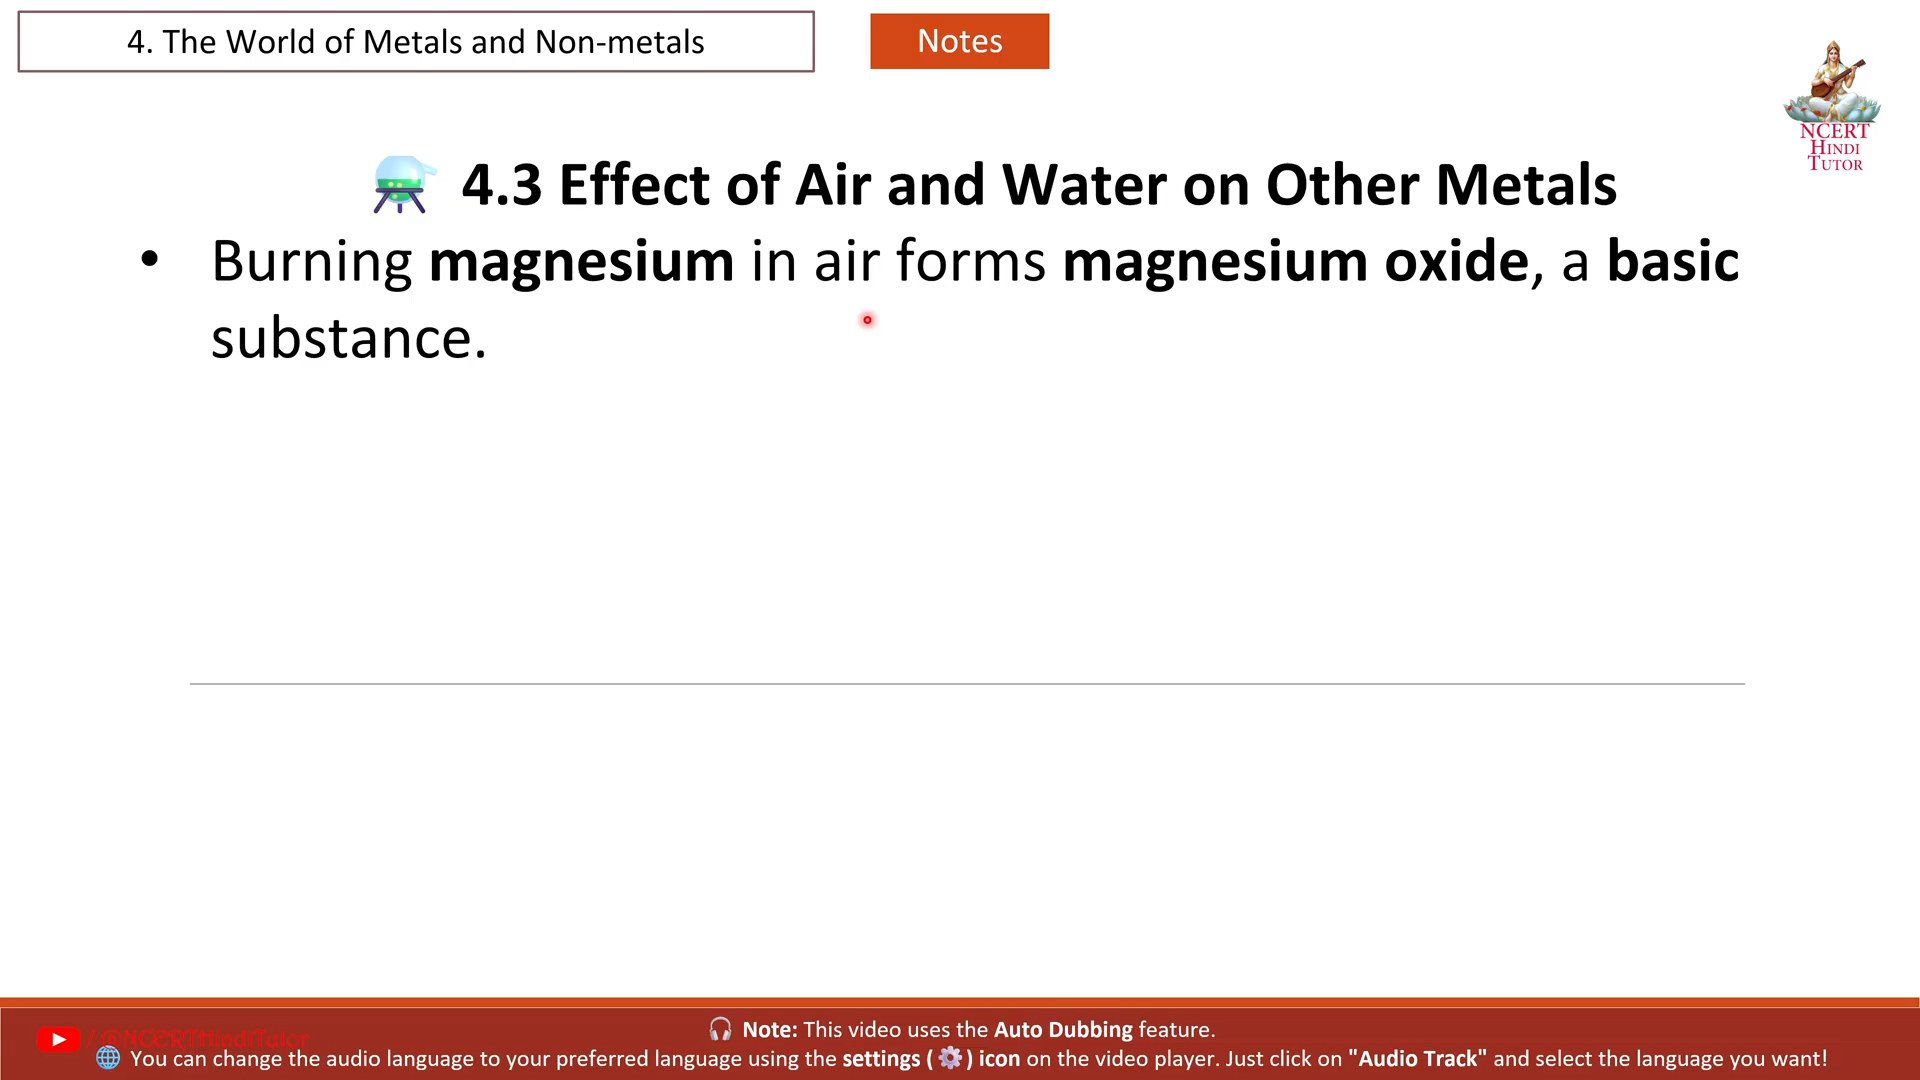 4. The World of Metals and Non-metals
Notes
NCERT
HINDI
TUTOR
4.3 Effect of Air and Water on Other Metals
• Burning magnesium in air forms magnesium oxide, a basic
substance.
/@NCERTHindiTutor
Note: This video uses the Auto Dubbing feature.
You can change the audio language to your preferred language using the settings ( ) icon on the video player. Just click on "Audio Track" and select the language you want!